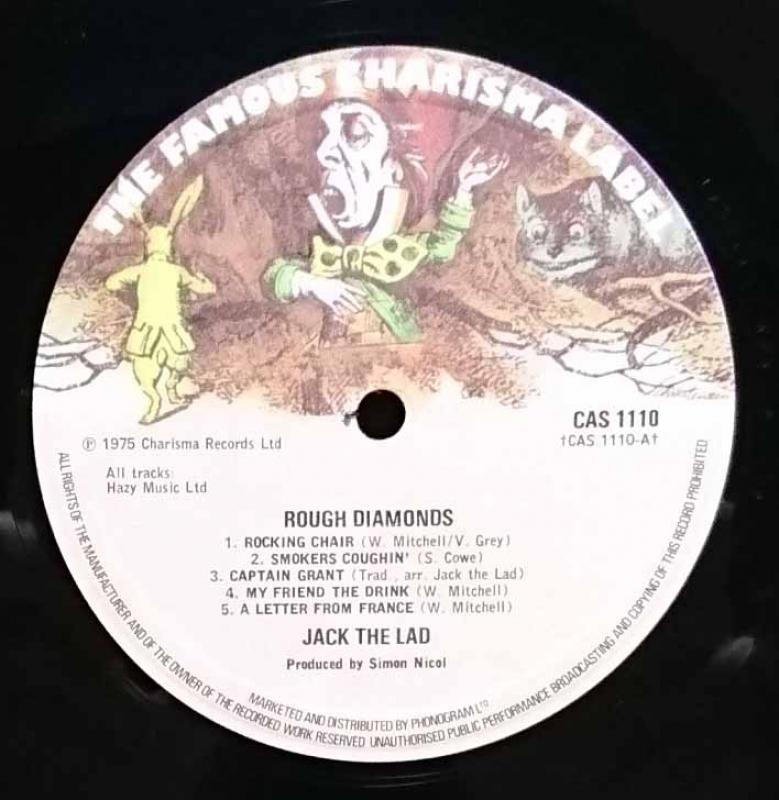 THE FAMOUS CHARISMA LABEL
CAS 1110
℗ 1975 Charisma Records Ltd
†CAS 1110-A†
All tracks:
Hazy Music Ltd
ROUGH DIAMONDS
1. ROCKING CHAIR (W. Mitchell/V. Grey)
2. SMOKERS COUGHIN' (S. Cowe)
3. CAPTAIN GRANT (Trad., arr. Jack the Lad)
4. MY FRIEND THE DRINK (W. Mitchell)
5. A LETTER FROM FRANCE (W. Mitchell)
JACK THE LAD
Produced by Simon Nicol
MARKETED AND DISTRIBUTED BY PHONOGRAM LTD
ALL RIGHTS OF THE MANUFACTURER AND OF THE OWNER OF THE RECORDED WORK RESERVED UNAUTHORISED PUBLIC PERFORMANCE BROADCASTING AND COPYING OF THIS RECORD PROHIBITED